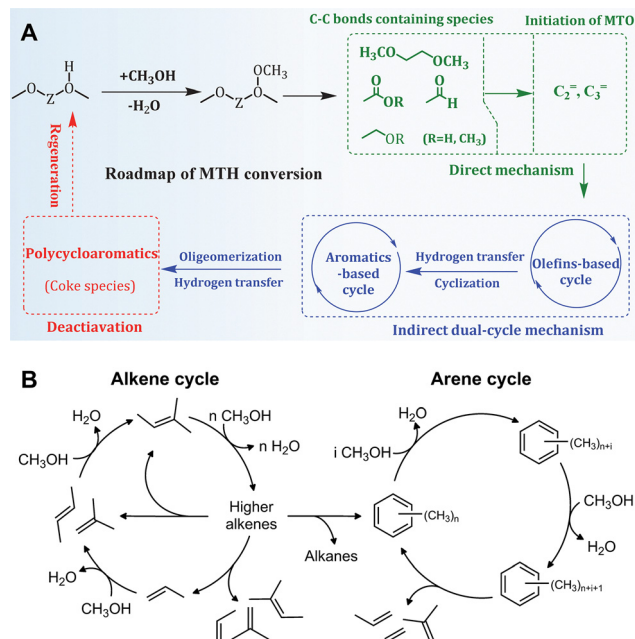 A
C-C bonds containing species
Initiation of MTO
H
O
O
Z
+CH₃OH
-H₂O
OCH₃
O
O
Z
H₃CO
OCH₃
O
OR
O
H
OR
(R=H, CH₃)
C₂⁼, C₃⁼
Direct mechanism
Regeneration
Roadmap of MTH conversion
Polycycloaromatics
(Coke species)
Deactiavation
Oligeomerization
Hydrogen transfer
Aromatics
-based
cycle
Hydrogen transfer
Cyclization
Olefins-based
cycle
Indirect dual-cycle mechanism
B
Alkene cycle
Arene cycle
H₂O
CH₃OH
n CH₃OH
n H₂O
Higher
alkenes
Alkanes
H₂O
CH₃OH
H₂O
i CH₃OH
(CH₃)n+i
CH₃OH
H₂O
(CH₃)n
(CH₃)n+i+1